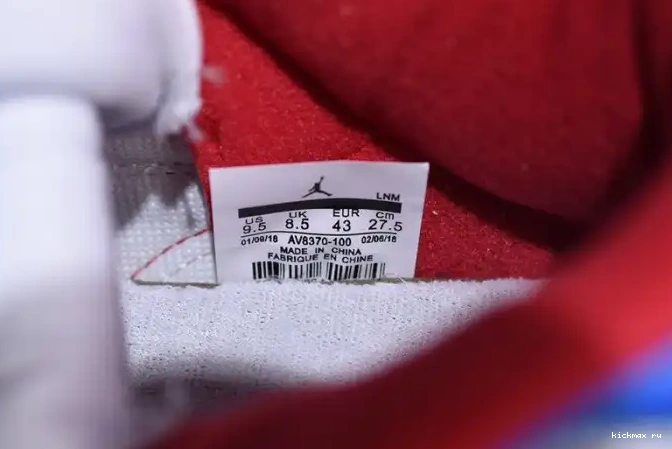 LNM
US UK EUR cm
9.5 8.5 43 27.5
01/09/18 AV8370-100 02/06/18
MADE IN CHINA
FABRIQUE EN CHINE
kickmax ru